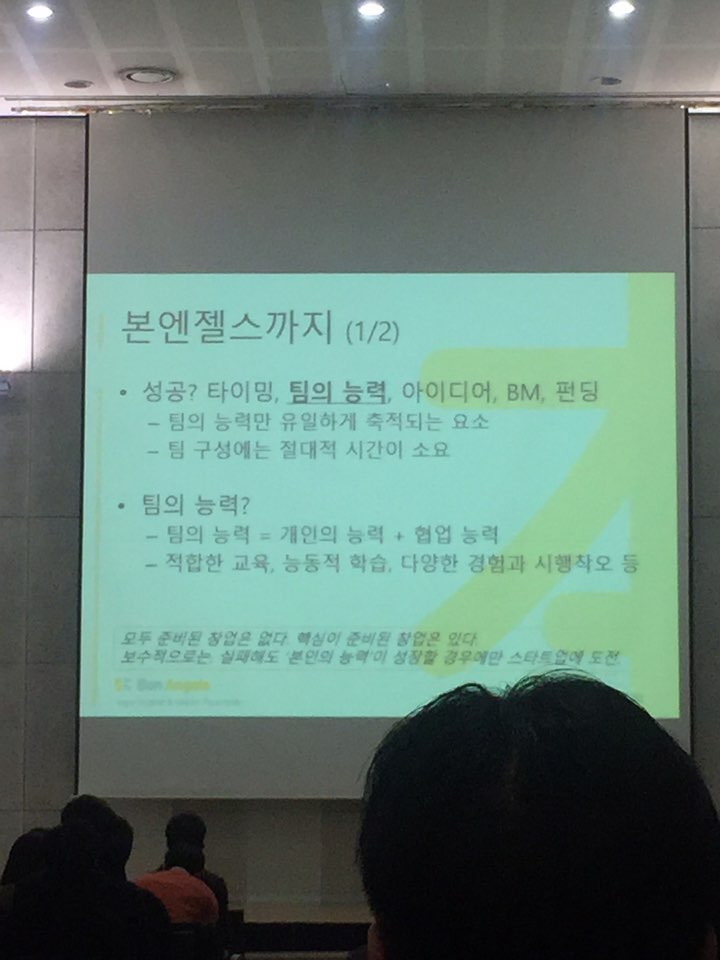 본엔젤스까지 (1/2)
• 성공? 타이밍, 팀의 능력, 아이디어, BM, 펀딩
– 팀의 능력만 유일하게 축적되는 요소
– 팀 구성에는 절대적 시간이 소요
• 팀의 능력?
– 팀의 능력 = 개인의 능력 + 협업 능력
– 적합한 교육, 능동적 학습, 다양한 경험과 시행착오 등
모두 준비된 창업은 없다. 핵심이 준비된 창업은 있다.
보수적으로는, 실패해도 '본인의 능력'이 성장할 경우에만 스타트업에 도전.
Bon Angels